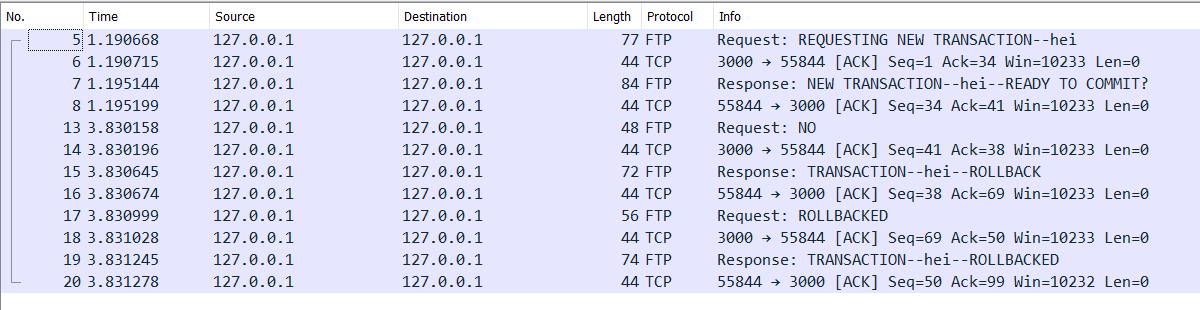 No. Time Source Destination Length Protocol Info
5 1.190668 127.0.0.1 127.0.0.1 77 FTP Request: REQUESTING NEW TRANSACTION--hei
6 1.190715 127.0.0.1 127.0.0.1 44 TCP 3000 → 55844 [ACK] Seq=1 Ack=34 Win=10233 Len=0
7 1.195144 127.0.0.1 127.0.0.1 84 FTP Response: NEW TRANSACTION--hei--READY TO COMMIT?
8 1.195199 127.0.0.1 127.0.0.1 44 TCP 55844 → 3000 [ACK] Seq=34 Ack=41 Win=10233 Len=0
13 3.830158 127.0.0.1 127.0.0.1 48 FTP Request: NO
14 3.830196 127.0.0.1 127.0.0.1 44 TCP 3000 → 55844 [ACK] Seq=41 Ack=38 Win=10233 Len=0
15 3.830645 127.0.0.1 127.0.0.1 72 FTP Response: TRANSACTION--hei--ROLLBACK
16 3.830674 127.0.0.1 127.0.0.1 44 TCP 55844 → 3000 [ACK] Seq=38 Ack=69 Win=10233 Len=0
17 3.830999 127.0.0.1 127.0.0.1 56 FTP Request: ROLLBACKED
18 3.831028 127.0.0.1 127.0.0.1 44 TCP 3000 → 55844 [ACK] Seq=69 Ack=50 Win=10233 Len=0
19 3.831245 127.0.0.1 127.0.0.1 74 FTP Response: TRANSACTION--hei--ROLLBACKED
20 3.831278 127.0.0.1 127.0.0.1 44 TCP 55844 → 3000 [ACK] Seq=50 Ack=99 Win=10232 Len=0